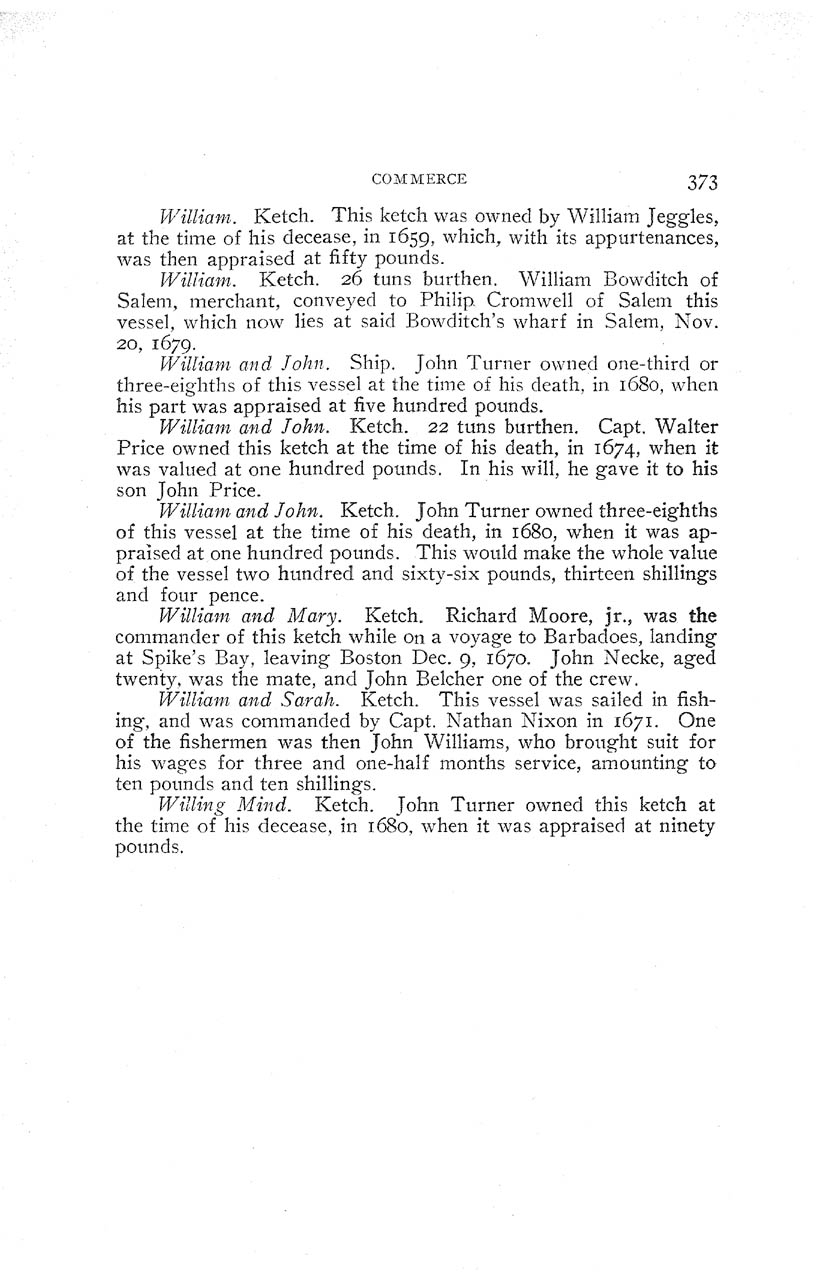 COMMERCE 373
William. Ketch. This ketch was owned by William Jeggles,
at the time of his decease, in 1659, which, with its appurtenances,
was then appraised at fifty pounds.
William. Ketch. 26 tuns burthen. William Bowditch of
Salem, merchant, conveyed to Philip Cromwell of Salem this
vessel, which now lies at said Bowditch's wharf in Salem, Nov.
20, 1679.
William and John. Ship. John Turner owned one-third or
three-eighths of this vessel at the time of his death, in 1680, when
his part was appraised at five hundred pounds.
William and John. Ketch. 22 tuns burthen. Capt. Walter
Price owned this ketch at the time of his death, in 1674, when it
was valued at one hundred pounds. In his will, he gave it to his
son John Price.
William and John. Ketch. John Turner owned three-eighths
of this vessel at the time of his death, in 1680, when it was ap-
praised at one hundred pounds. This would make the whole value
of the vessel two hundred and sixty-six pounds, thirteen shillings
and four pence.
William and Mary. Ketch. Richard Moore, jr., was the
commander of this ketch while on a voyage to Barbadoes, landing
at Spike's Bay, leaving Boston Dec. 9, 1670. John Necke, aged
twenty, was the mate, and John Belcher one of the crew.
William and Sarah. Ketch. This vessel was sailed in fish-
ing, and was commanded by Capt. Nathan Nixon in 1671. One
of the fishermen was then John Williams, who brought suit for
his wages for three and one-half months service, amounting to
ten pounds and ten shillings.
Willing Mind. Ketch. John Turner owned this ketch at
the time of his decease, in 1680, when it was appraised at ninety
pounds.